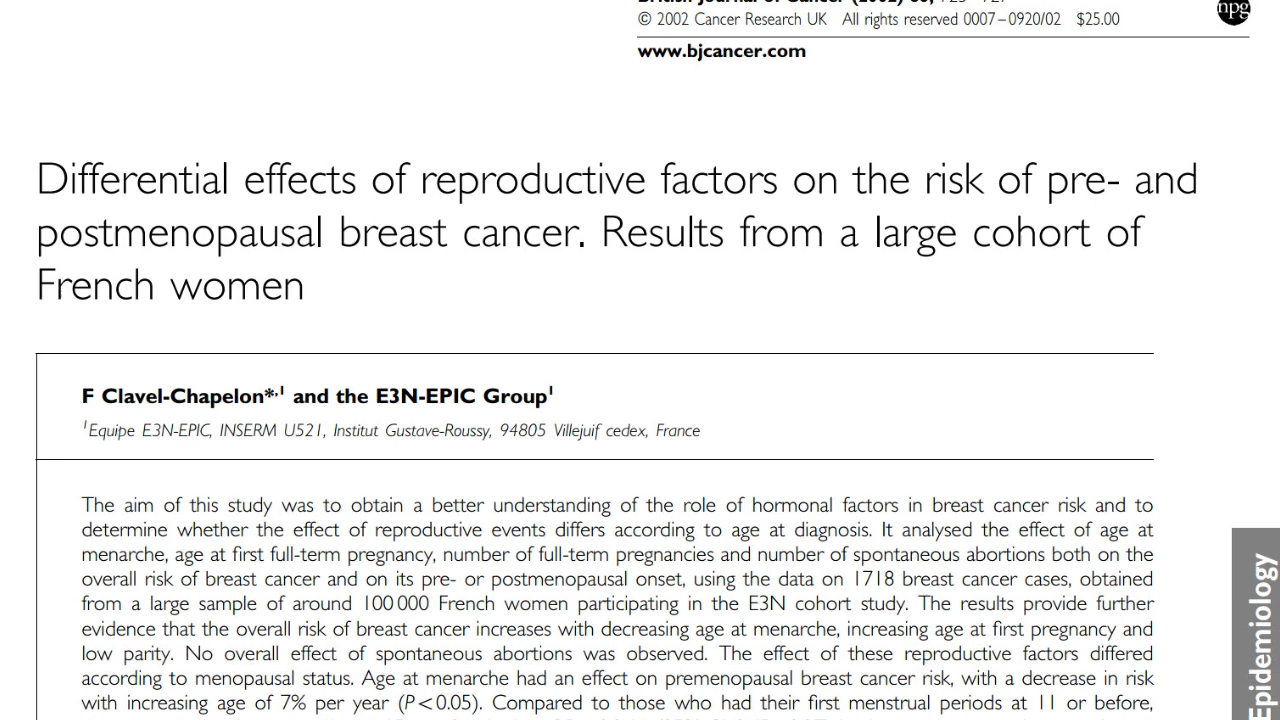 © 2002 Cancer Research UK All rights reserved 0007–0920/02 $25.00
npg
www.bjcancer.com
Differential effects of reproductive factors on the risk of pre- and
postmenopausal breast cancer. Results from a large cohort of
French women
F Clavel-Chapelon*,1 and the E3N-EPIC Group1
1Equipe E3N-EPIC, INSERM U521, Institut Gustave-Roussy, 94805 Villejuif cedex, France
The aim of this study was to obtain a better understanding of the role of hormonal factors in breast cancer risk and to
determine whether the effect of reproductive events differs according to age at diagnosis. It analysed the effect of age at
menarche, age at first full-term pregnancy, number of full-term pregnancies and number of spontaneous abortions both on the
overall risk of breast cancer and on its pre- or postmenopausal onset, using the data on 1718 breast cancer cases, obtained
from a large sample of around 100 000 French women participating in the E3N cohort study. The results provide further
evidence that the overall risk of breast cancer increases with decreasing age at menarche, increasing age at first pregnancy and
low parity. No overall effect of spontaneous abortions was observed. The effect of these reproductive factors differed
according to menopausal status. Age at menarche had an effect on premenopausal breast cancer risk, with a decrease in risk
with increasing age of 7% per year (P<0.05). Compared to those who had their first menstrual periods at 11 or before,
Epidemiology